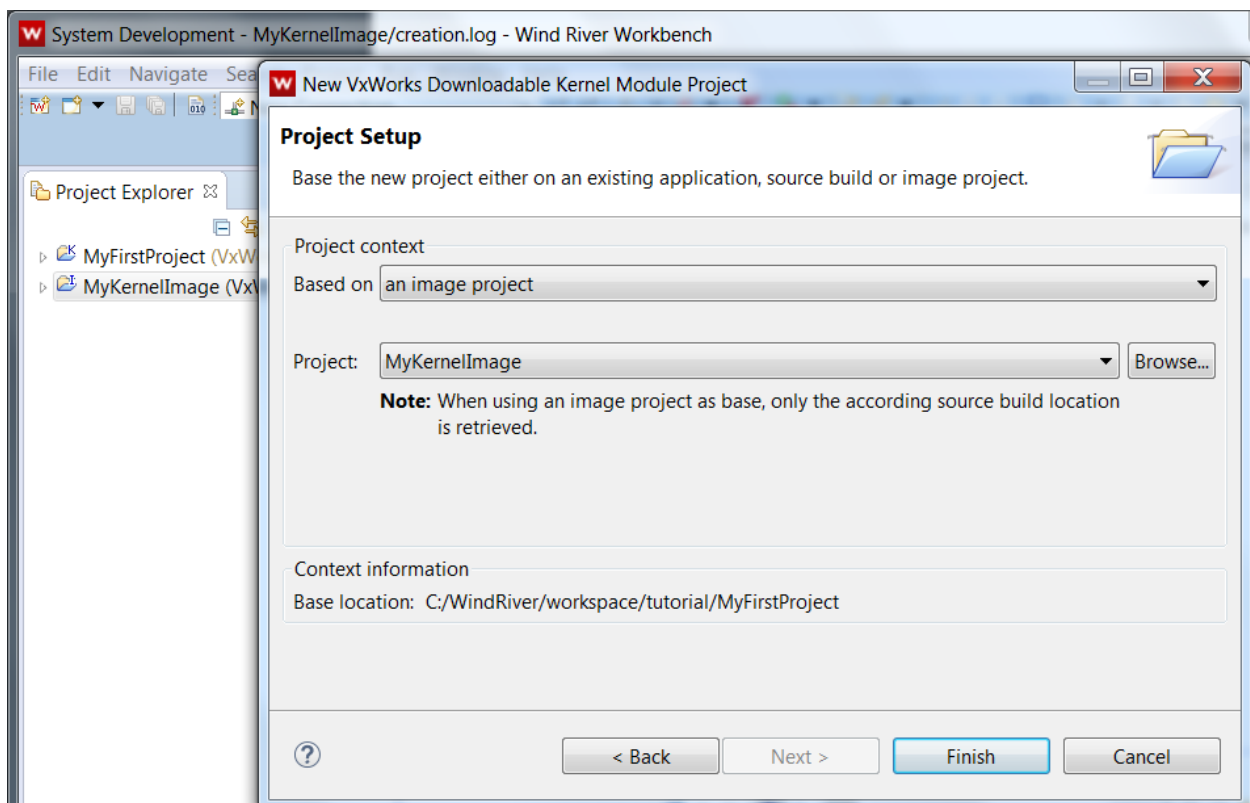 System Development - MyKernelImage/creation.log - Wind River Workbench
File Edit Navigate
New VxWorks Downloadable Kernel Module Project
Project Setup
Base the new project either on an existing application, source build or image project.
Project Explorer
MyFirstProject
MyKernelImage
Project context
Based on an image project
Project: MyKernelImage Browse...
Note: When using an image project as base, only the according source build location
is retrieved.
Context information
Base location: C:/WindRiver/workspace/tutorial/MyFirstProject
< Back Next > Finish Cancel